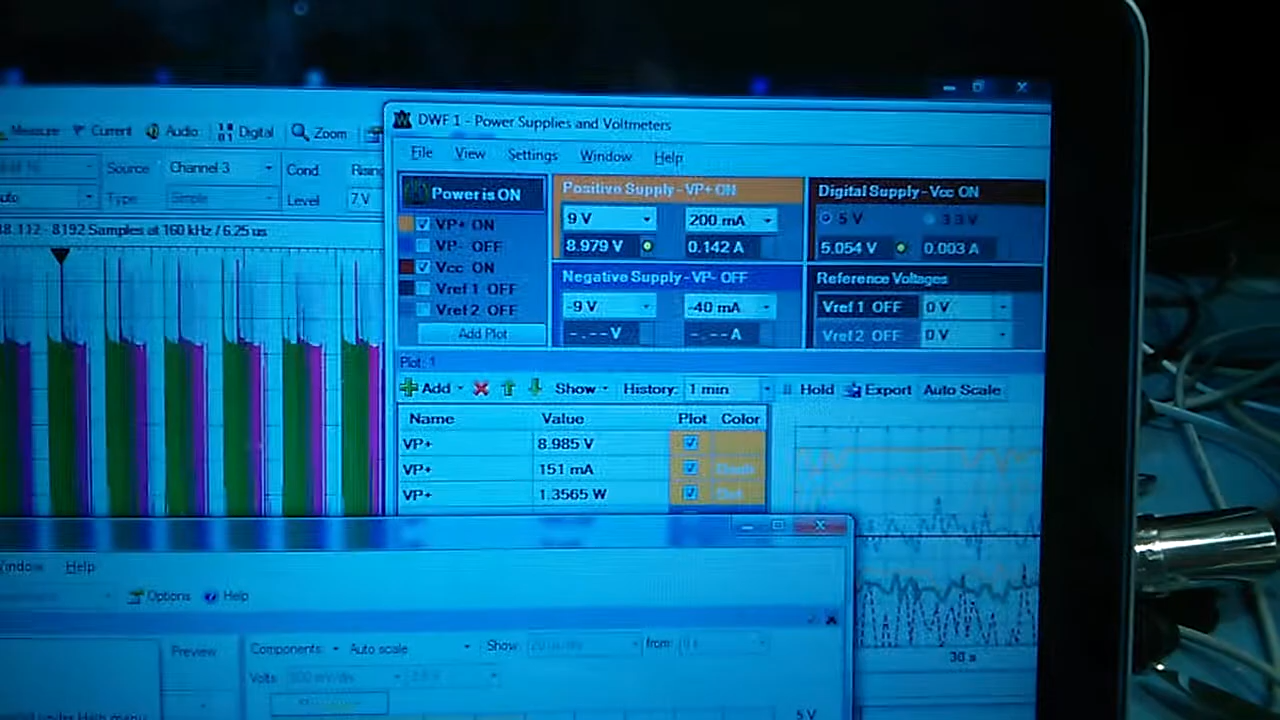 Measure Current Audio Digital Zoom
Source Channel 3 Cond. Rising
Type Simple Level 7 V
8192 Samples at 160 kHz / 6.25 us
DWF 1 - Power Supplies and Voltmeters
File View Settings Window Help
Power is ON
VP+ ON
VP- OFF
Vcc ON
Vref 1 OFF
Vref 2 OFF
Add Plot
Positive Supply - VP+ ON
9 V 200 mA
8.979 V 0.142 A
Negative Supply - VP- OFF
-9 V -40 mA
-.--- V -.--- A
Digital Supply - Vcc ON
5 V 3.3 V
5.054 V 0.003 A
Reference Voltages
Vref 1 OFF 0 V
Vref 2 OFF 0 V
Plot: 1
Add Show History: 1 min Hold Export Auto Scale
Name Value Plot Color
VP+ 8.985 V
VP+ 151 mA
VP+ 1.3565 W
30 s
Window Help
Options Help
Preview
Components: Auto scale Show: from:
Volts:
5 V